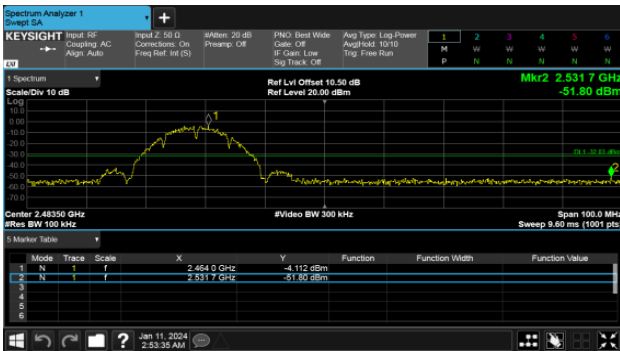 Spectrum Analyzer 1
Swept SA
+
KEYSIGHT Input: RF Input Z: 50 Ω #Atten: 20 dB PNO: Best Wide Avg Type: Log-Power 1 2 3 4 5 6
Coupling: AC Corrections: On Preamp: Off Gate: Off Avg|Hold: 10/10 M W W W W W
Align: Auto Freq Ref: Int (S) IF Gain: Low Trig: Free Run P N N N N N
Sig Track: Off
LXI
1 Spectrum Ref Lvl Offset 10.50 dB Mkr2 2.531 7 GHz
Scale/Div 10 dB Ref Level 20.00 dBm -51.80 dBm
Log
10.0
0.00
-10.0
-20.0
-30.0
-40.0
-50.0
-60.0
-70.0
1
DL1 -32.03 dBm
2
Center 2.48350 GHz #Video BW 300 kHz Span 100.0 MHz
#Res BW 100 kHz Sweep 9.60 ms (1001 pts)
5 Marker Table
Mode Trace Scale X Y Function Function Width Function Value
1 N 1 f 2.464 0 GHz -4.112 dBm
2 N 1 f 2.531 7 GHz -51.80 dBm
3
4
5
6
? Jan 11, 2024
2:53:35 AM